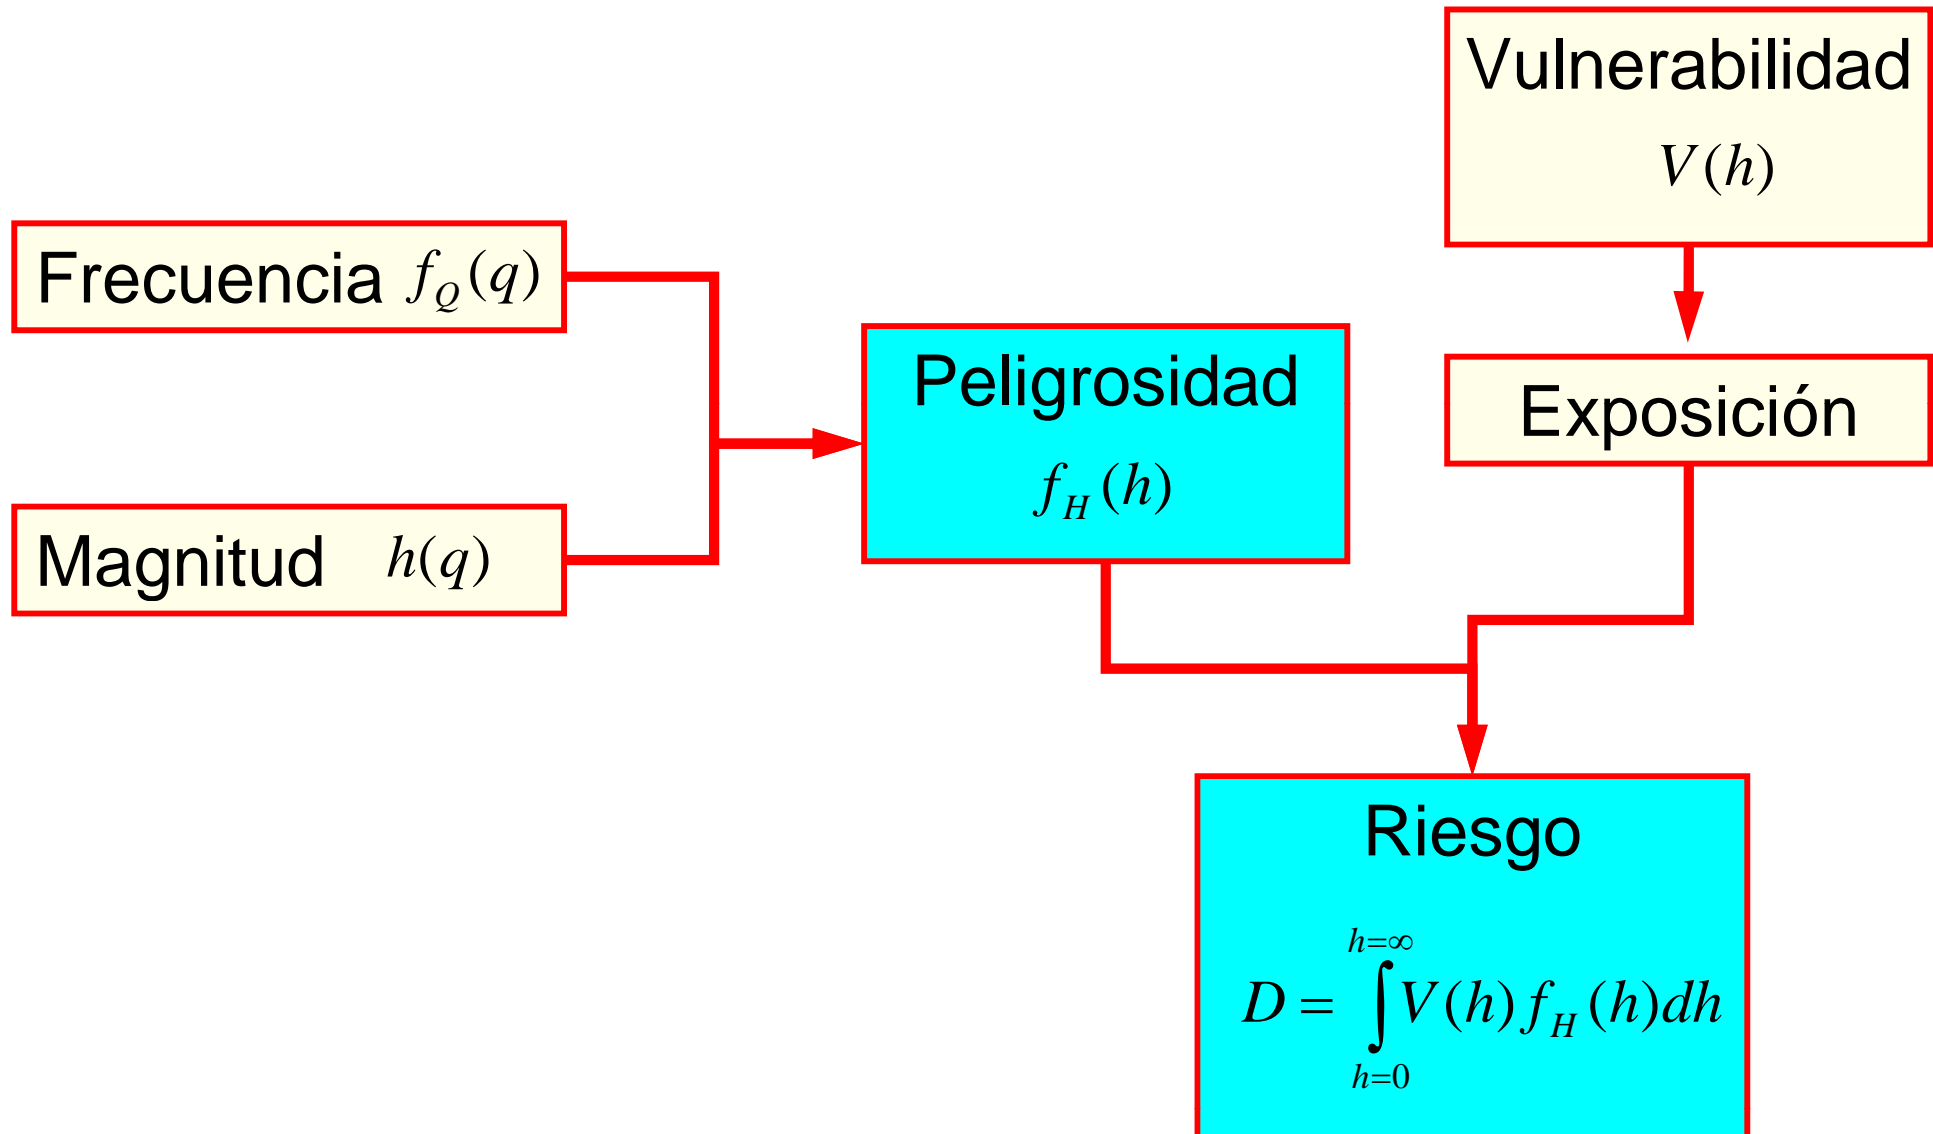 Vulnerabilidad
V(h)
Frecuencia f_Q(q)
Peligrosidad
f_H(h)
Exposición
Magnitud h(q)
Riesgo
D = ∫_{h=0}^{h=∞} V(h) f_H(h)dh